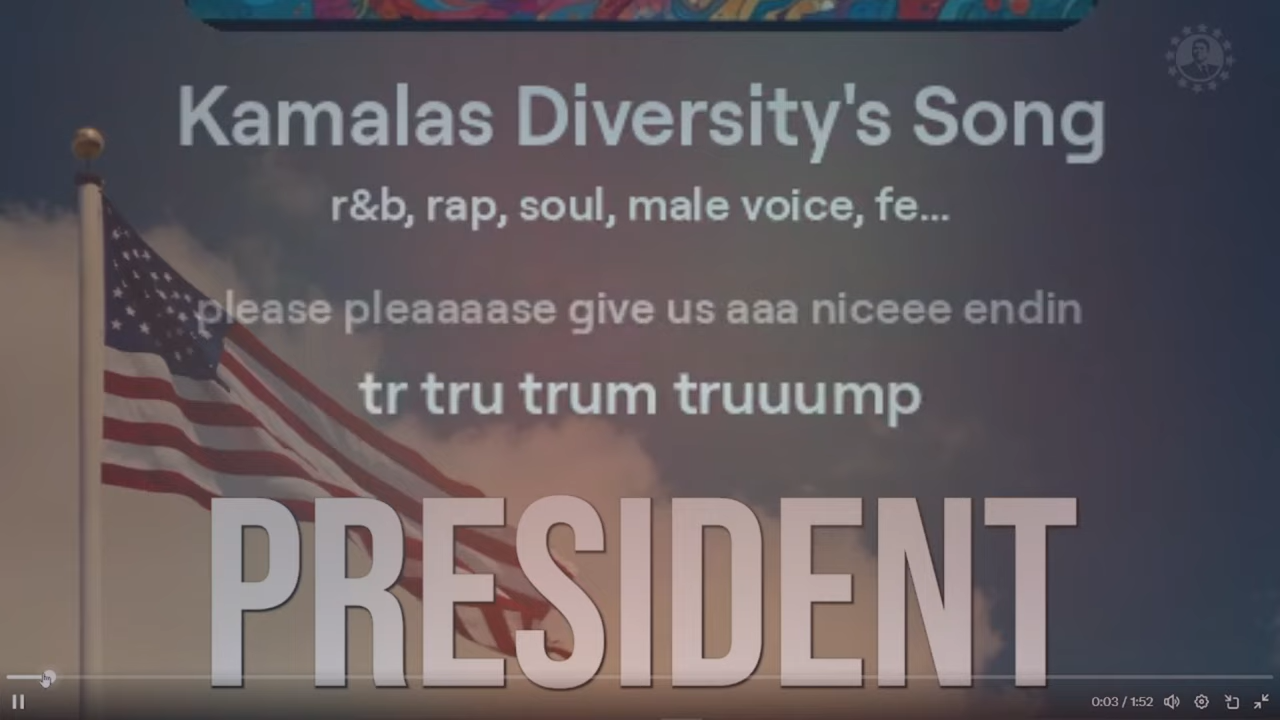 Kamalas Diversity's Song
r&b, rap, soul, male voice, fe...
please pleaaaase give us aaa niceee endin
tr tru trum truuump
PRESIDENT
0:03 / 1:52